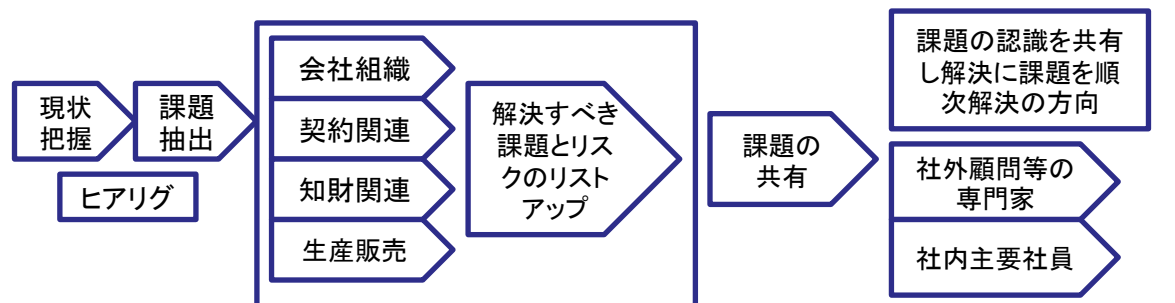 現状
把握
課題
抽出
ヒアリグ
会社組織
契約関連
知財関連
生産販売
解決すべき
課題とリス
クのリスト
アップ
課題の
共有
課題の認識を共有
し解決に課題を順
次解決の方向
社外顧問等の
専門家
社内主要社員